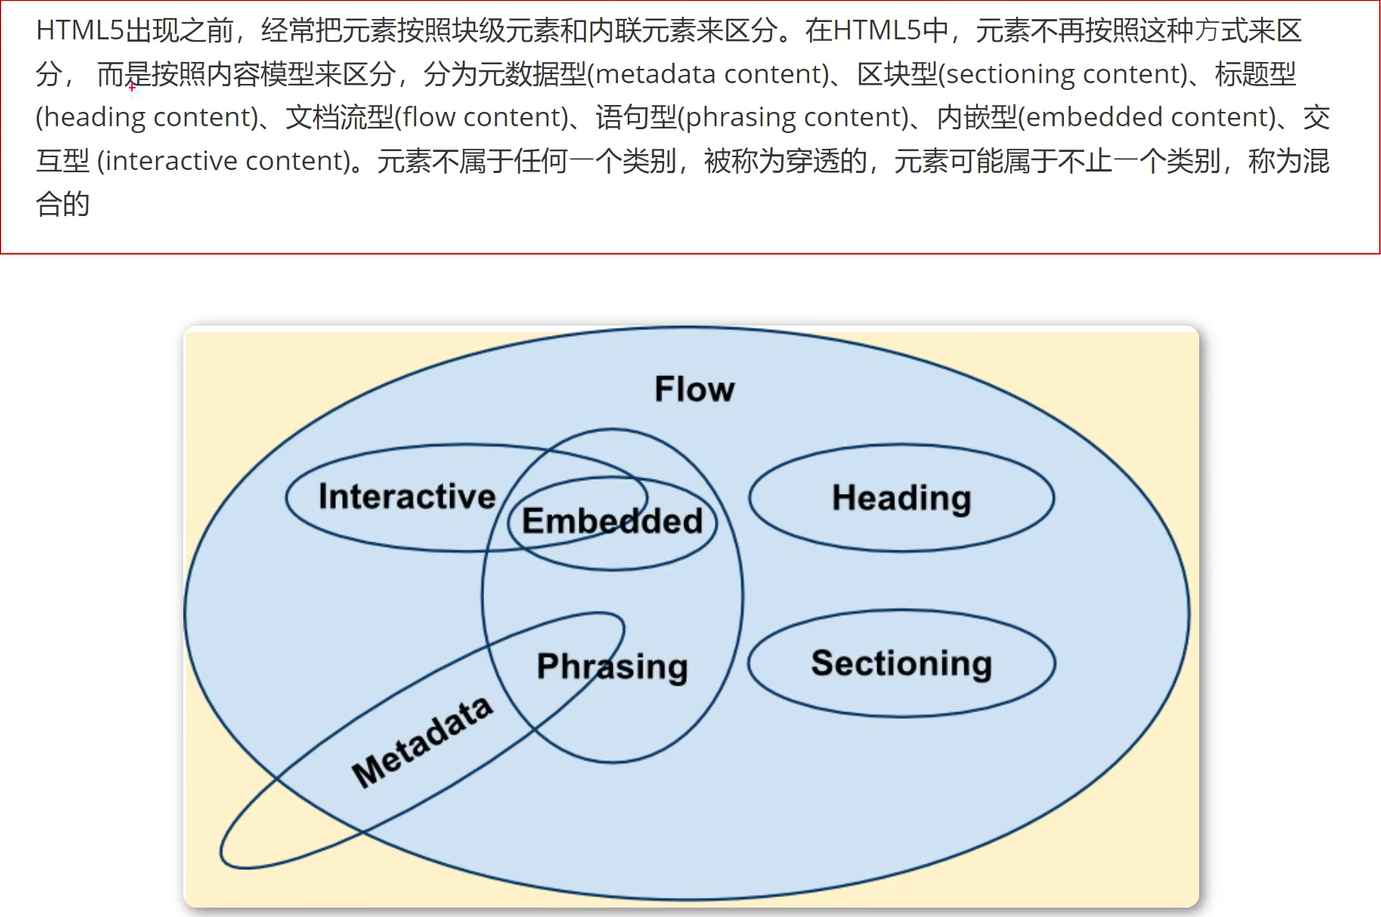 HTML5出现之前，经常把元素按照块级元素和内联元素来区分。在HTML5中，元素不再按照这种方式来区
分， 而是按照内容模型来区分，分为元数据型(metadata content)、区块型(sectioning content)、标题型
(heading content)、文档流型(flow content)、语句型(phrasing content)、内嵌型(embedded content)、交
互型 (interactive content)。元素不属于任何一个类别，被称为穿透的，元素可能属于不止一个类别，称为混
合的
Flow
Interactive
Embedded
Heading
Phrasing
Sectioning
Metadata